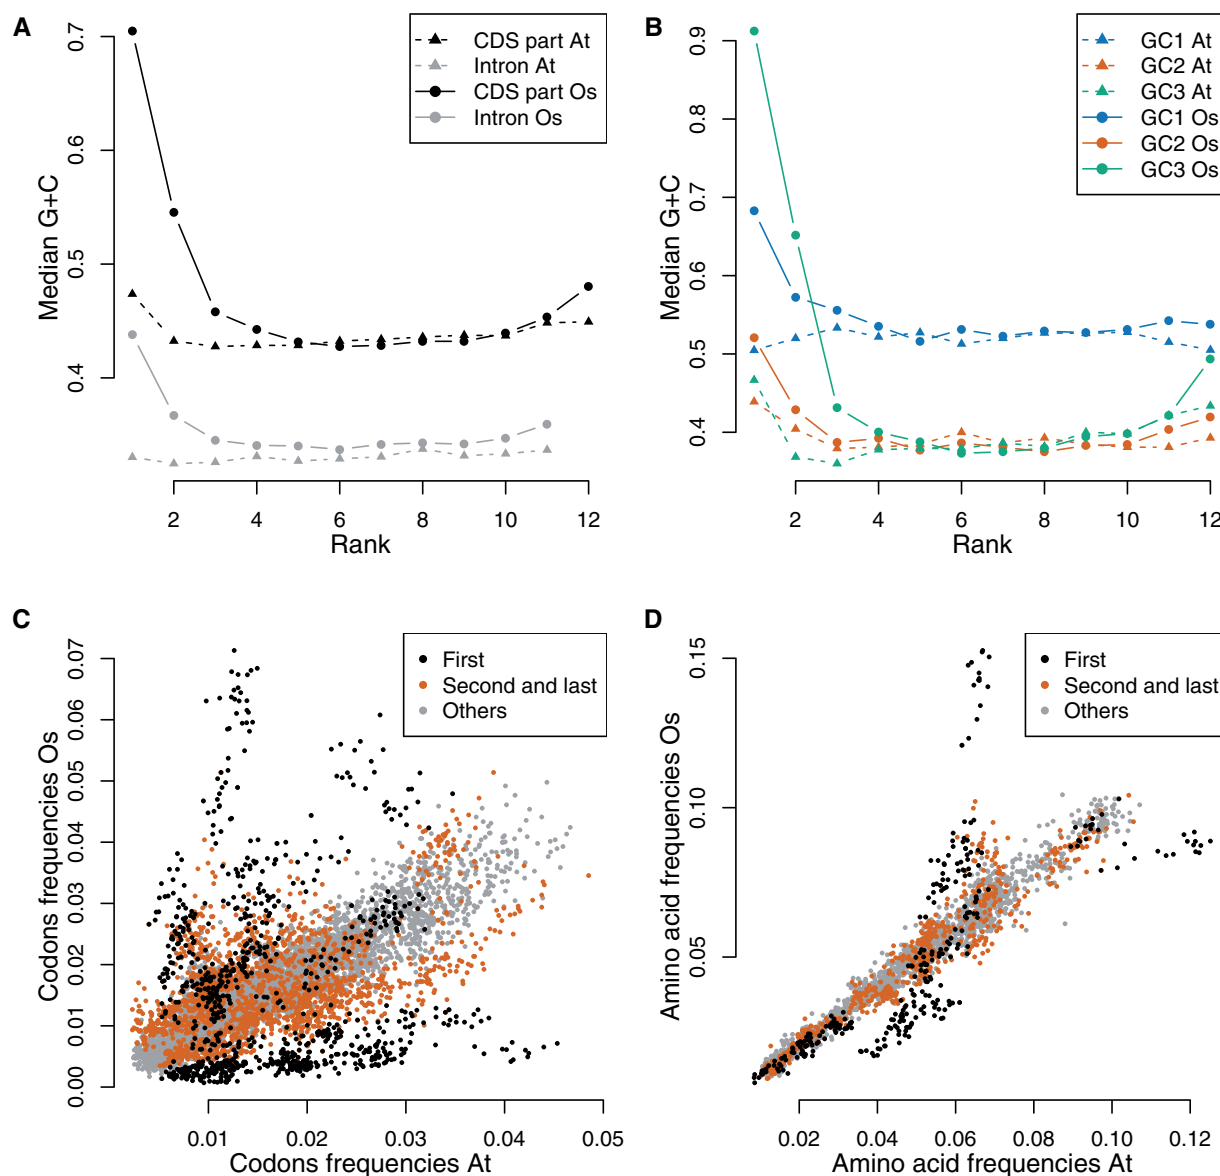 A
0.7
0.6
0.5
0.4
Median G+C
CDS part At
Intron At
CDS part Os
Intron Os
2 4 6 8 10 12
Rank
B
0.9
0.8
0.7
0.6
0.5
0.4
Median G+C
GC1 At
GC2 At
GC3 At
GC1 Os
GC2 Os
GC3 Os
2 4 6 8 10 12
Rank
C
0.07
0.06
0.05
0.04
0.03
0.02
0.01
0.00
Codons frequencies Os
First
Second and last
Others
0.01 0.02 0.03 0.04 0.05
Codons frequencies At
D
0.15
0.10
0.05
Amino acid frequencies Os
First
Second and last
Others
0.02 0.04 0.06 0.08 0.10 0.12
Amino acid frequencies At